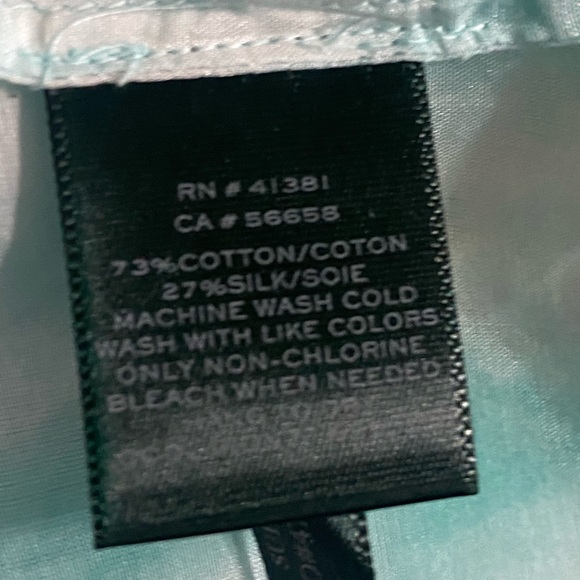 RN # 41381
CA # 56658
73%COTTON/COTON
27%SILK/SOIE
MACHINE WASH COLD
WASH WITH LIKE COLORS
ONLY NON-CHLORINE
BLEACH WHEN NEEDED